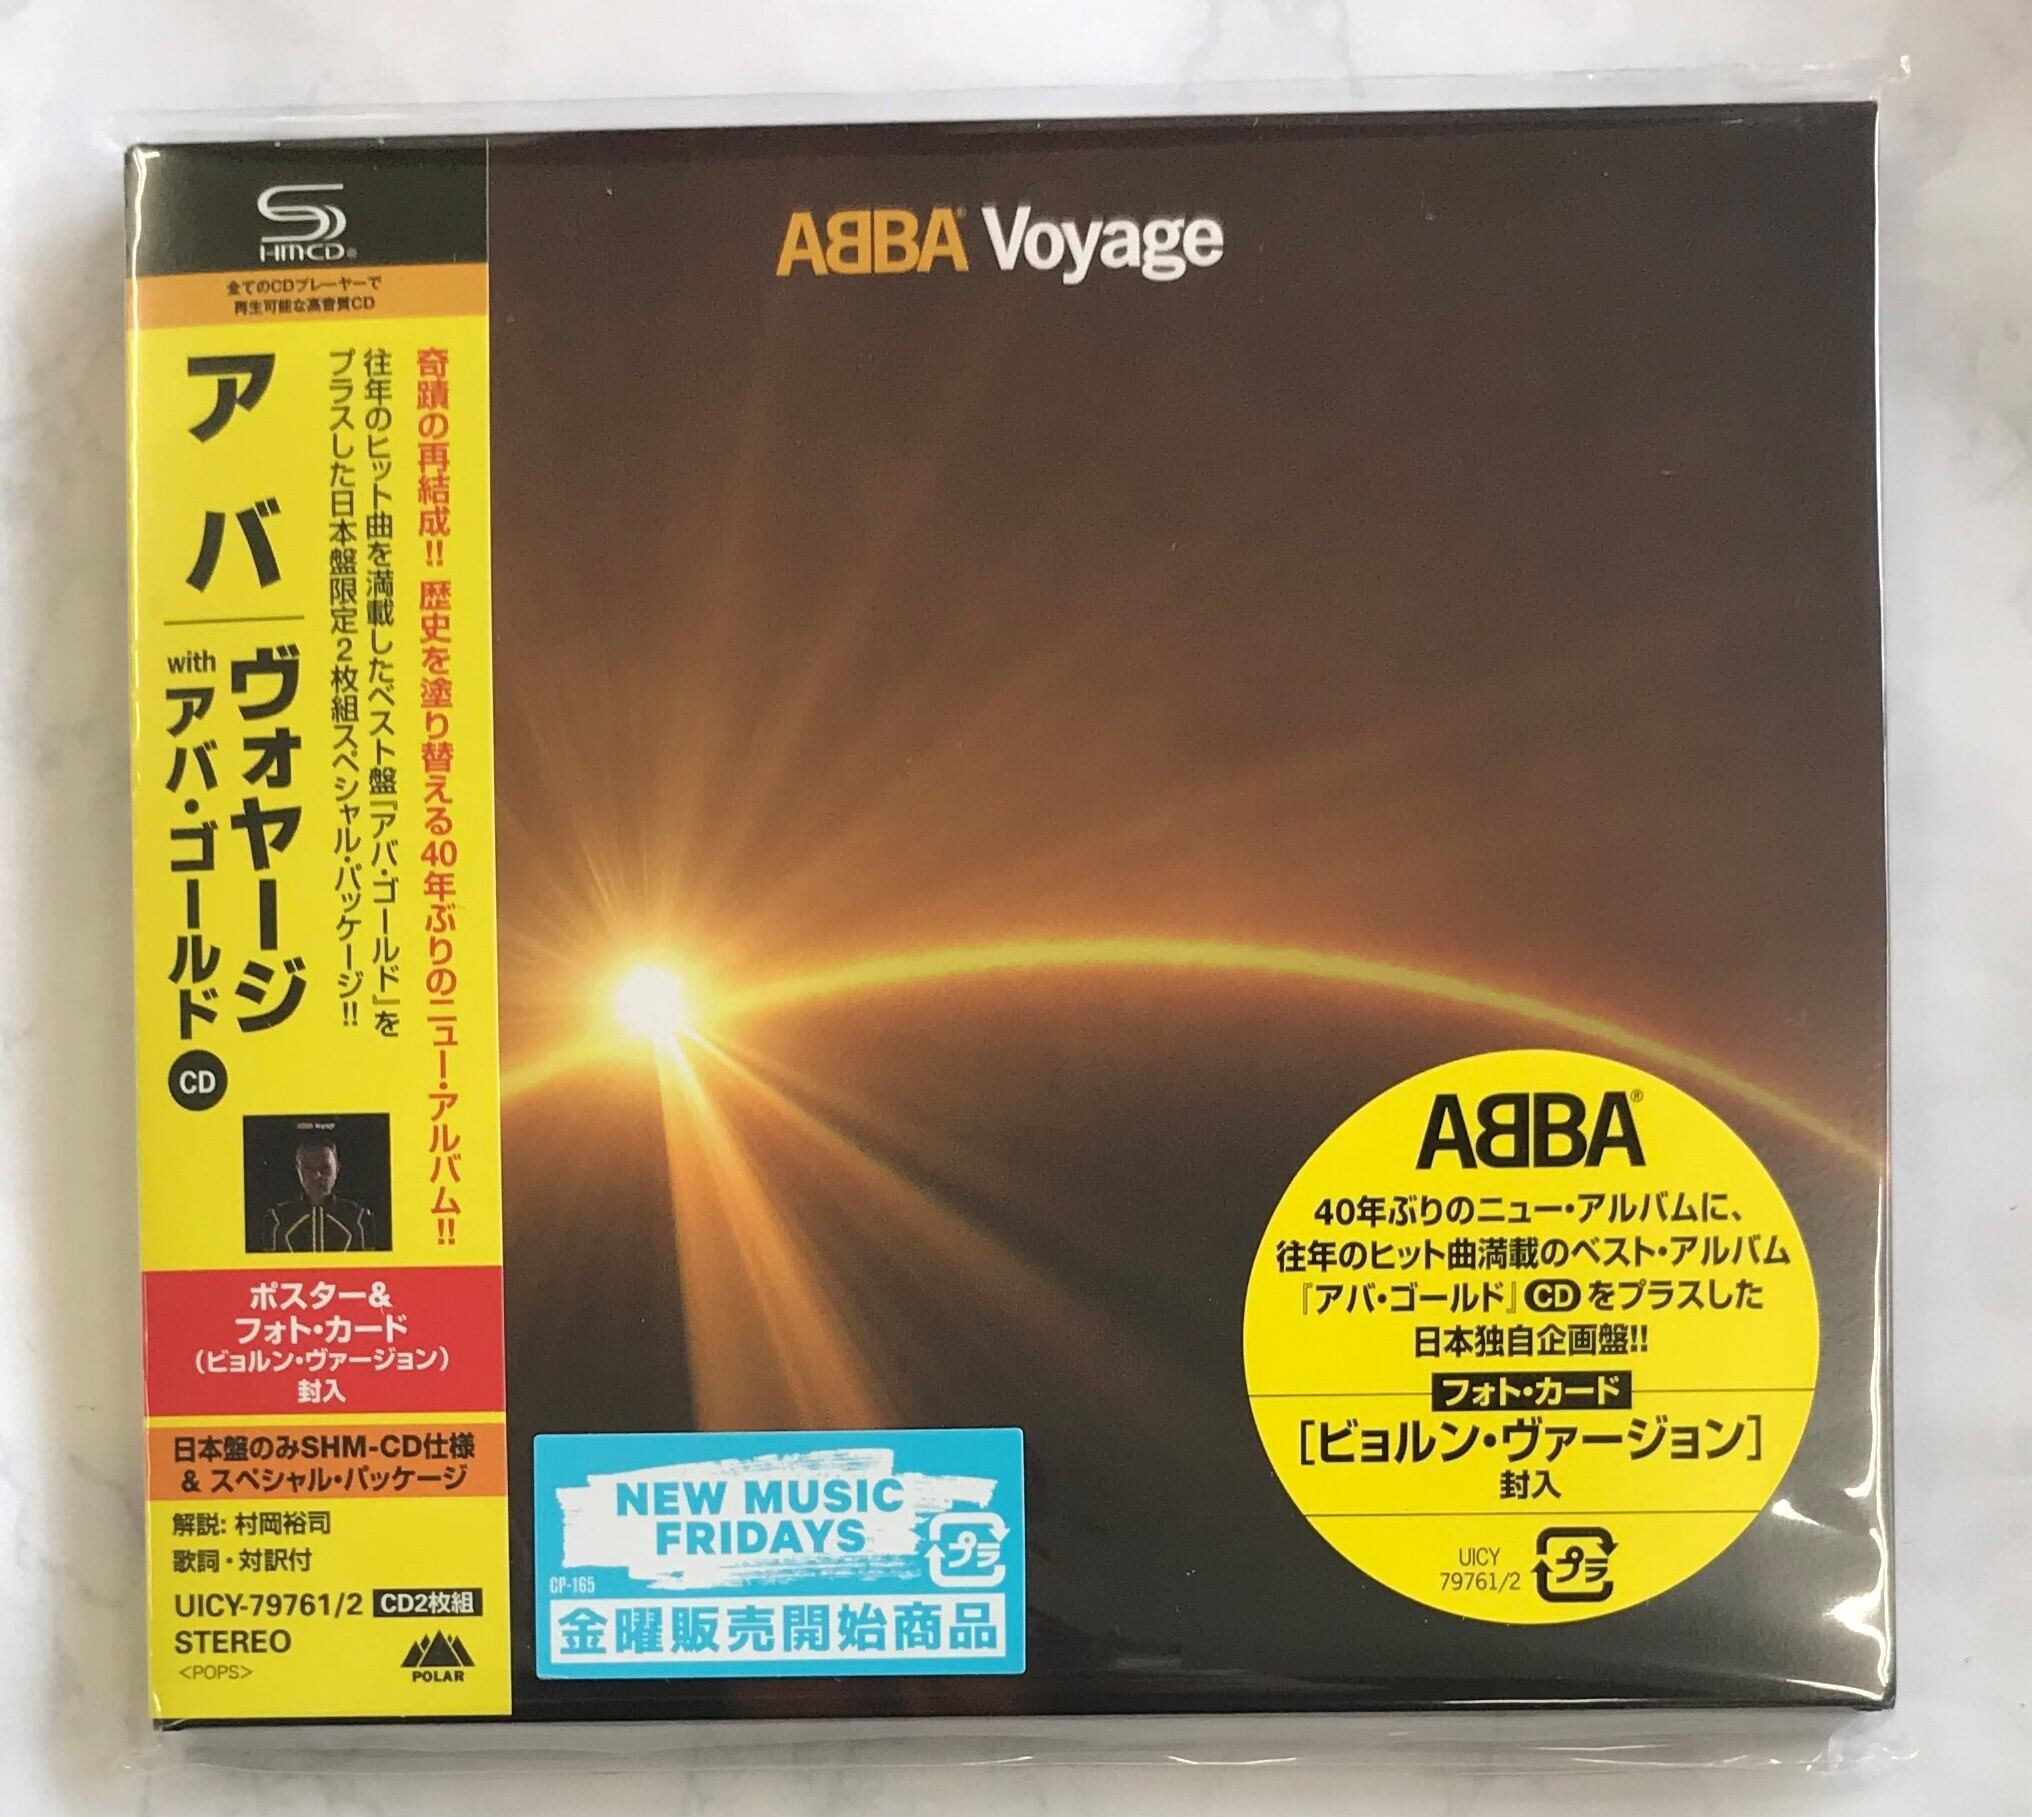 SHM-CD®
全てのCDプレーヤーで
再生可能な高音質CD
奇蹟の再結成!! 歴史を塗り替える40年ぶりのニュー・アルバム!!
往年のヒット曲を満載したベスト盤『アバ・ゴールド』を
プラスした日本盤限定2枚組スペシャル・パッケージ!!
アバ
ヴォヤージ
with アバ・ゴールド CD
ABBA Voyage
ポスター&
フォト・カード
(ビョルン・ヴァージョン)
封入
日本盤のみSHM-CD仕様
& スペシャル・パッケージ
解説: 村岡裕司
歌詞・対訳付
UICY-79761/2 CD2枚組
STEREO
<POPS>
POLAR
ABBA® Voyage
NEW MUSIC
FRIDAYS
プラ
CP-165
金曜販売開始商品
ABBA®
40年ぶりのニュー・アルバムに、
往年のヒット曲満載のベスト・アルバム
『アバ・ゴールド』CDをプラスした
日本独自企画盤!!
フォト・カード
[ビョルン・ヴァージョン]
封入
UICY
79761/2
プラ